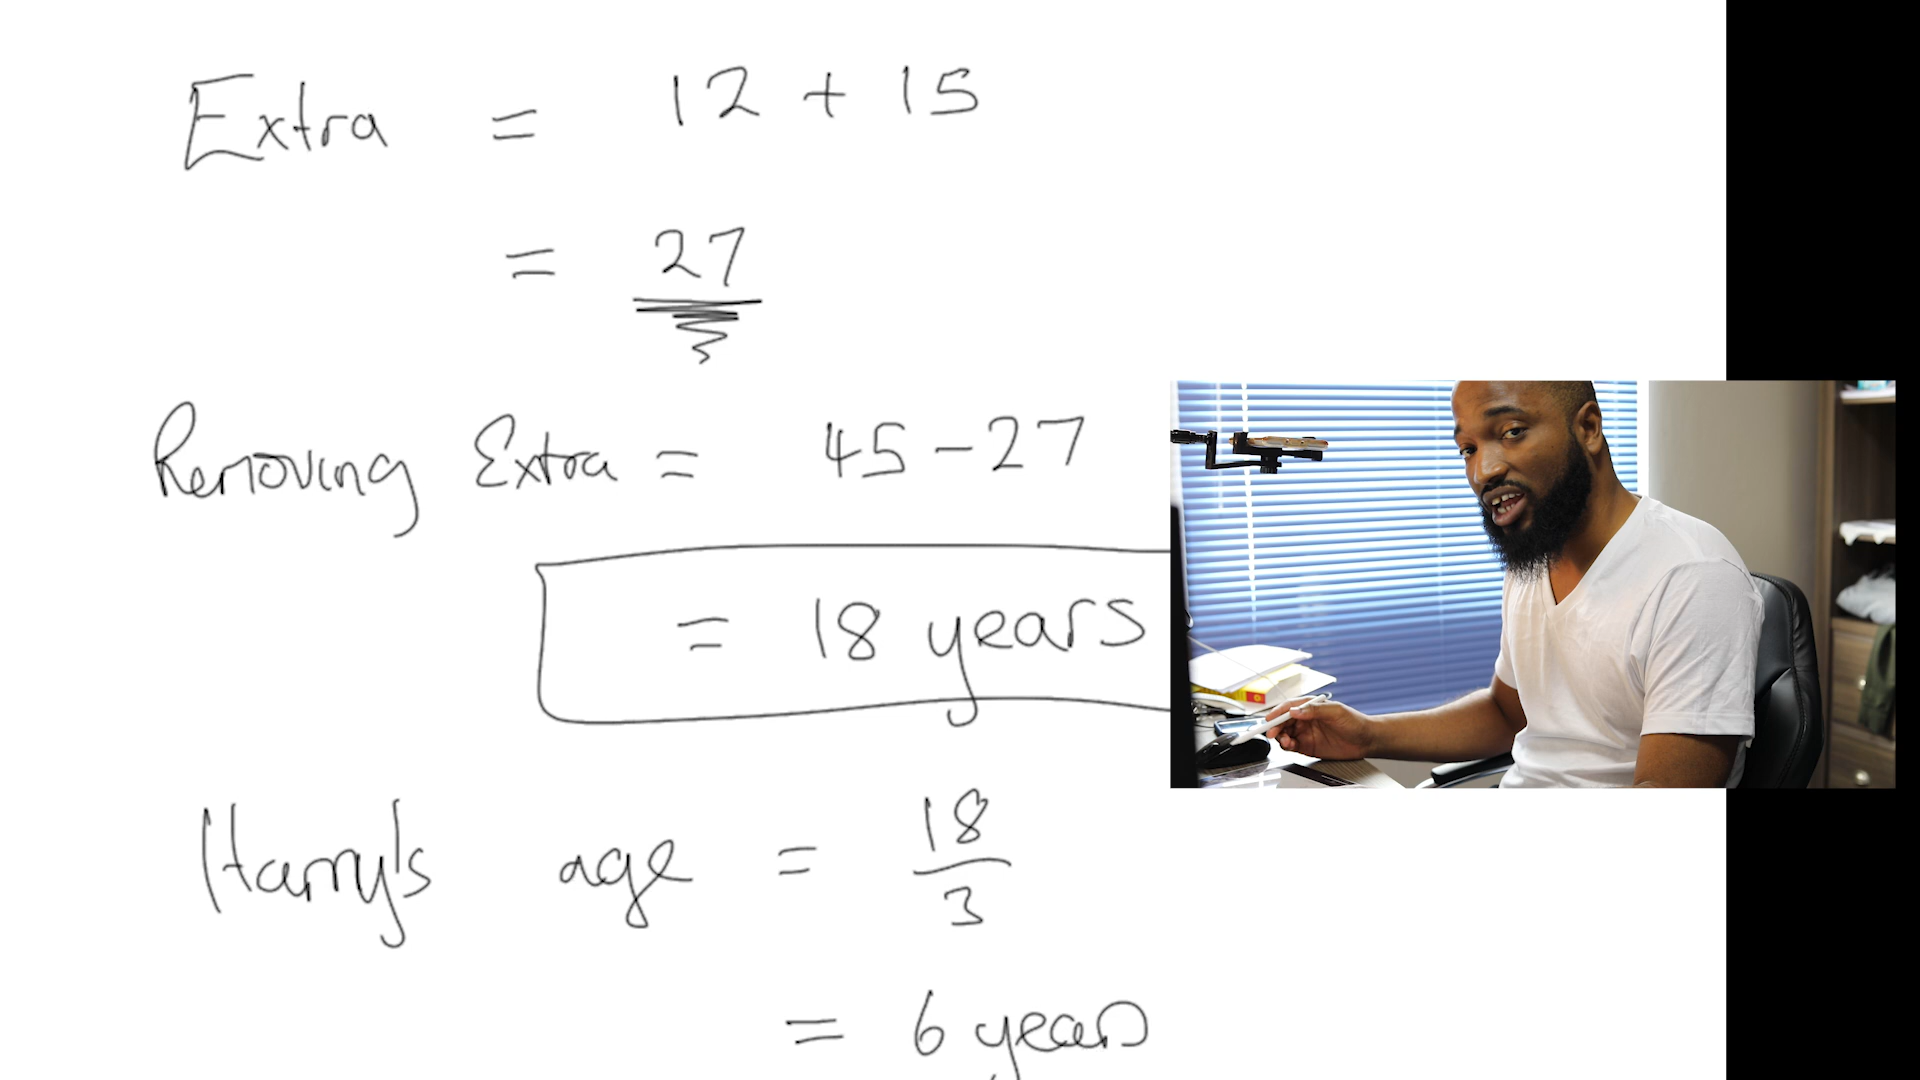 Extra = 12 + 15
= 27
Removing Extra = 45 - 27
= 18 years
Harry's age = 18/3
= 6 years